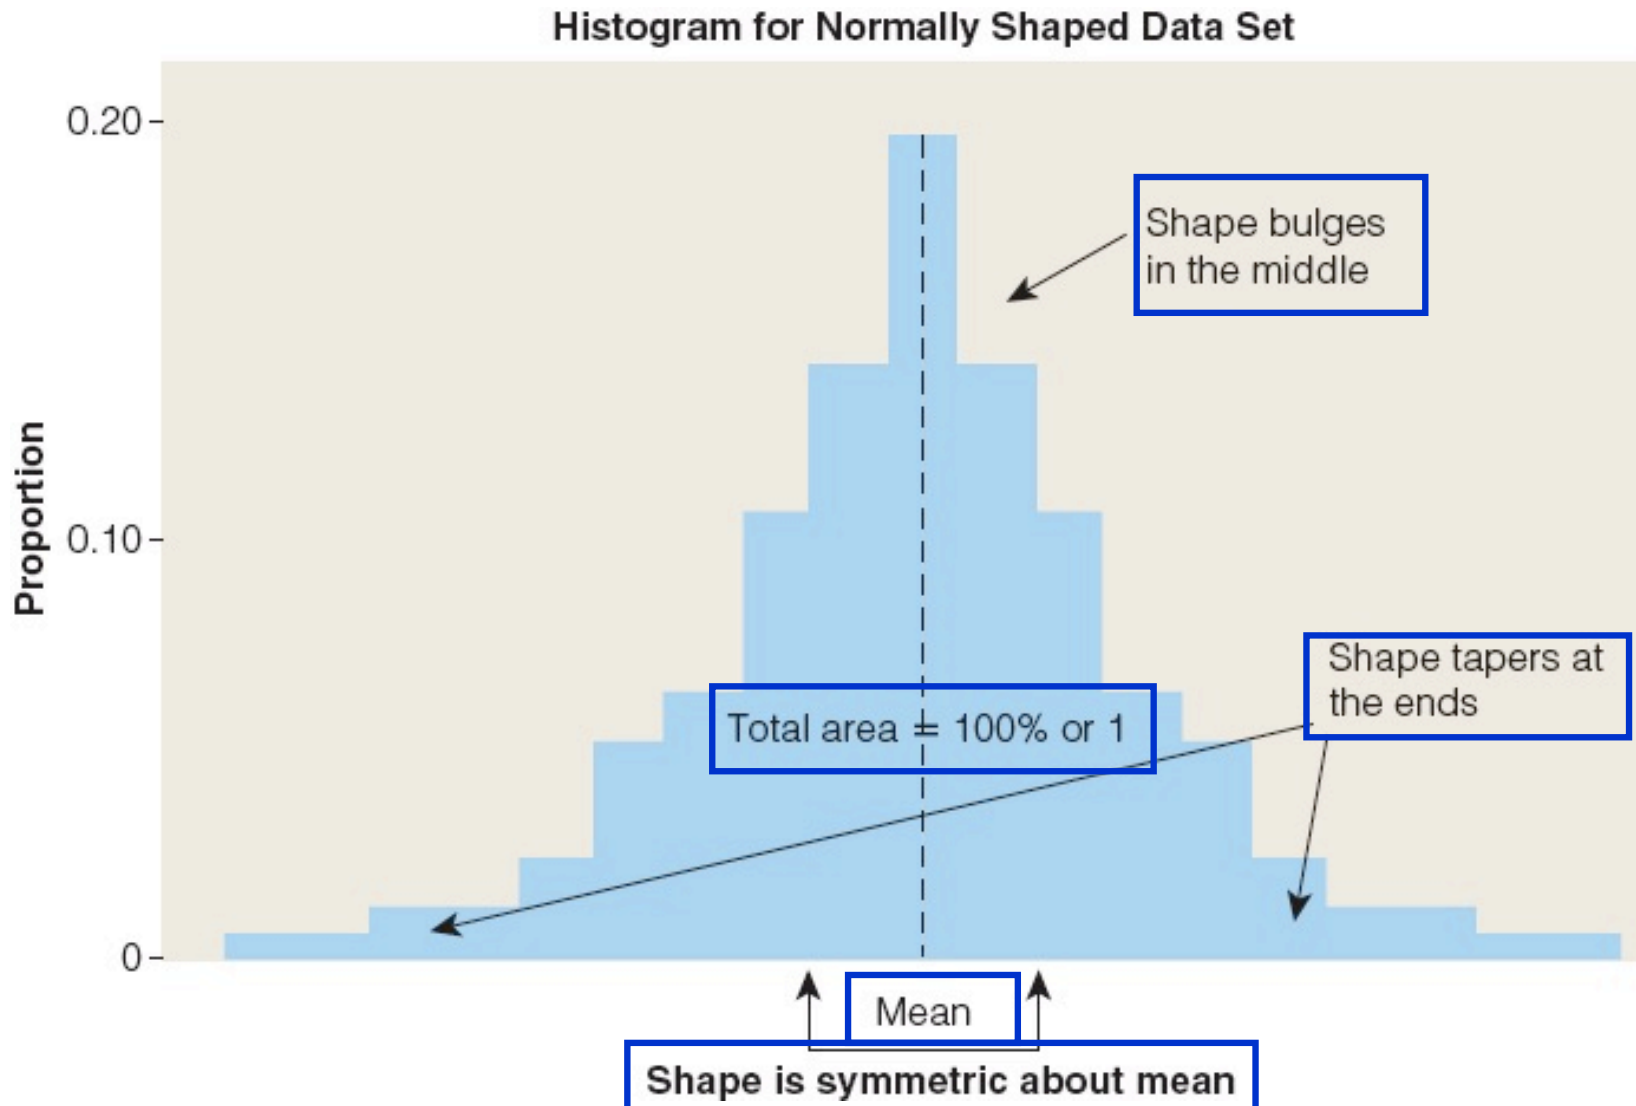 Histogram for Normally Shaped Data Set
0.20
Shape bulges
in the middle
Proportion
0.10
Shape tapers at
the ends
Total area = 100% or 1
0
Mean
Shape is symmetric about mean